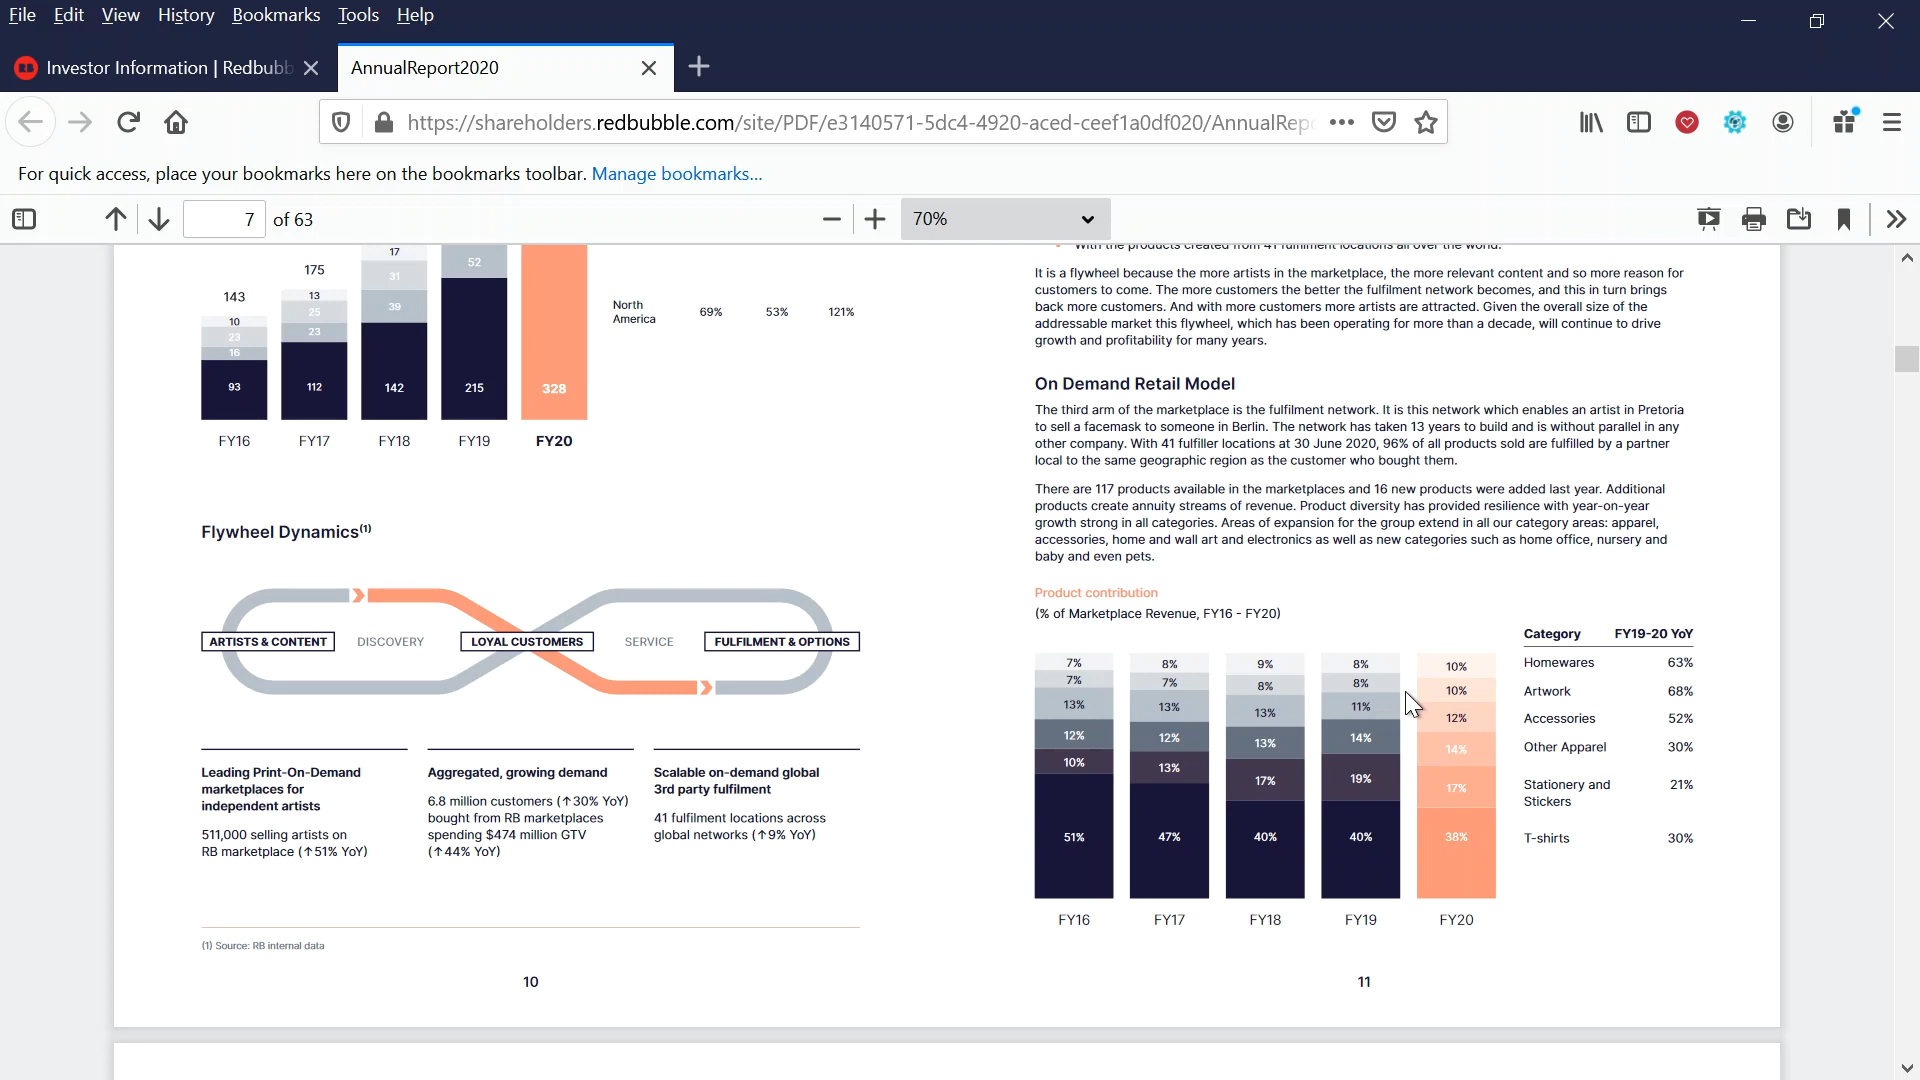 File Edit View History Bookmarks Tools Help
Investor Information | Redbubb
AnnualReport2020
https://shareholders.redbubble.com/site/PDF/e3140571-5dc4-4920-aced-ceef1a0df020/AnnualRepo
For quick access, place your bookmarks here on the bookmarks toolbar. Manage bookmarks...
7 of 63
70%
17
52
175
31
143
13
North America 69% 53% 121%
10
25
39
23
23
16
93 112 142 215 328
FY16 FY17 FY18 FY19 FY20
Flywheel Dynamics(1)
ARTISTS & CONTENT DISCOVERY LOYAL CUSTOMERS SERVICE FULFILMENT & OPTIONS
Leading Print-On-Demand
marketplaces for
independent artists
511,000 selling artists on
RB marketplace (↑51% YoY)
Aggregated, growing demand
6.8 million customers (↑30% YoY)
bought from RB marketplaces
spending $474 million GTV
(↑44% YoY)
Scalable on-demand global
3rd party fulfilment
41 fulfilment locations across
global networks (↑9% YoY)
(1) Source: RB internal data
10
With the products created from 41 fulfilment locations all over the world.
It is a flywheel because the more artists in the marketplace, the more relevant content and so more reason for
customers to come. The more customers the better the fulfilment network becomes, and this in turn brings
back more customers. And with more customers more artists are attracted. Given the overall size of the
addressable market this flywheel, which has been operating for more than a decade, will continue to drive
growth and profitability for many years.
On Demand Retail Model
The third arm of the marketplace is the fulfilment network. It is this network which enables an artist in Pretoria
to sell a facemask to someone in Berlin. The network has taken 13 years to build and is without parallel in any
other company. With 41 fulfiller locations at 30 June 2020, 96% of all products sold are fulfilled by a partner
local to the same geographic region as the customer who bought them.
There are 117 products available in the marketplaces and 16 new products were added last year. Additional
products create annuity streams of revenue. Product diversity has provided resilience with year-on-year
growth strong in all categories. Areas of expansion for the group extend in all our category areas: apparel,
accessories, home and wall art and electronics as well as new categories such as home office, nursery and
baby and even pets.
Product contribution
(% of Marketplace Revenue, FY16 - FY20)
7% 8% 9% 8% 10%
7% 7% 8% 8% 10%
13% 13% 13% 11% 12%
12% 12% 13% 14% 14%
10% 13% 17% 19% 17%
51% 47% 40% 40% 38%
FY16 FY17 FY18 FY19 FY20
Category FY19-20 YoY
Homewares 63%
Artwork 68%
Accessories 52%
Other Apparel 30%
Stationery and
Stickers 21%
T-shirts 30%
11